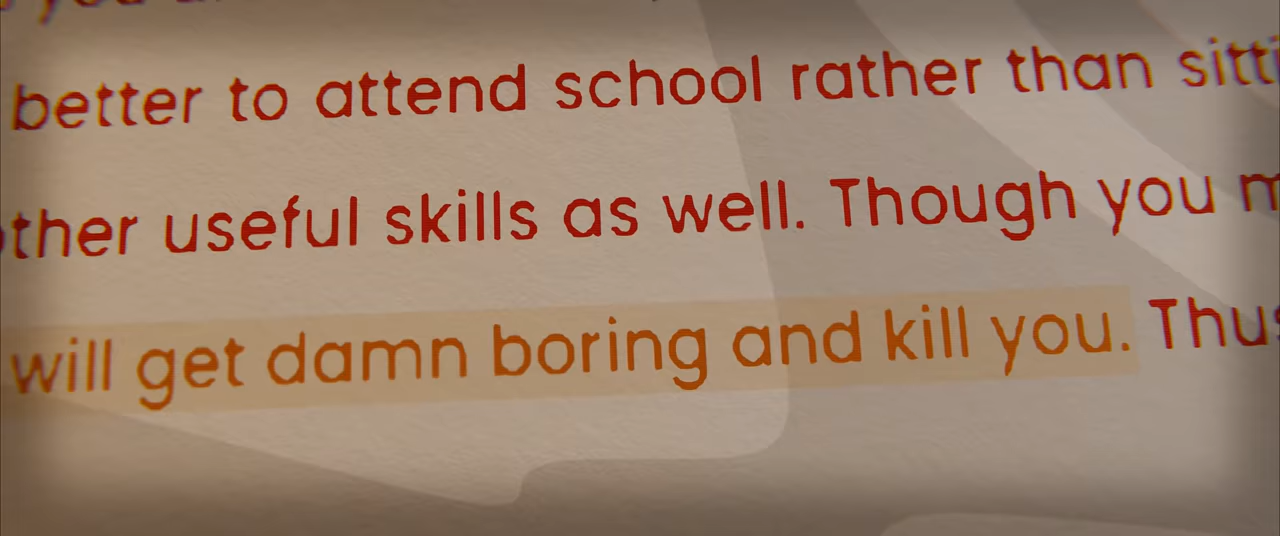 better to attend school rather than
useful skills as well. Though you
will get damn boring and kill you.